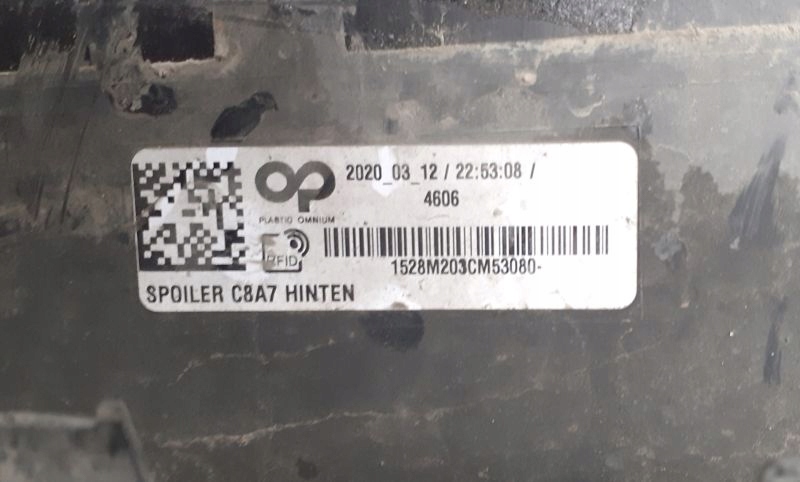 2020_03_12 / 22:53:08 /
4606
PLASTIC OMNIUM
RFID
1528M203CM53080-
SPOILER C8A7 HINTEN